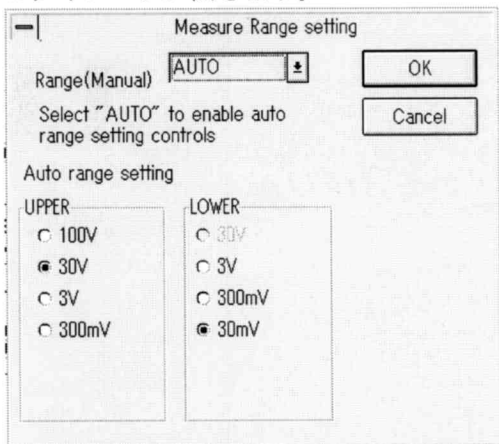 Measure Range setting
Range(Manual) AUTO OK
Select "AUTO" to enable auto Cancel
range setting controls
Auto range setting
UPPER LOWER
100V 30V
30V 3V
3V 300mV
300mV 30mV